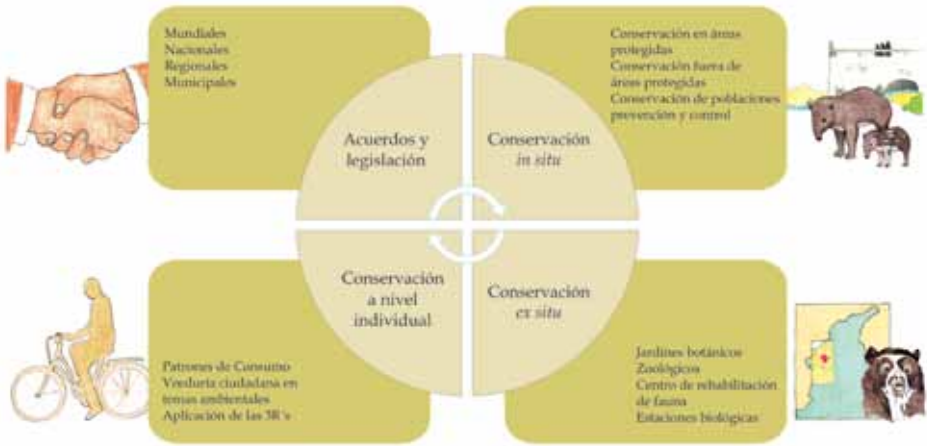 Mundiales
Nacionales
Regionales
Municipales
Acuerdos y
legislación
Conservación en áreas
protegidas
Conservación fuera de
áreas protegidas
Conservación de poblaciones
prevención y control
Conservación
in situ
Conservación
a nivel
individual
Patrones de Consumo
Veeduría ciudadana en
temas ambientales
Aplicación de las 3R´s
Conservación
ex situ
Jardines botánicos
Zoológicos
Centro de rehabilitación
de fauna
Estaciones biológicas